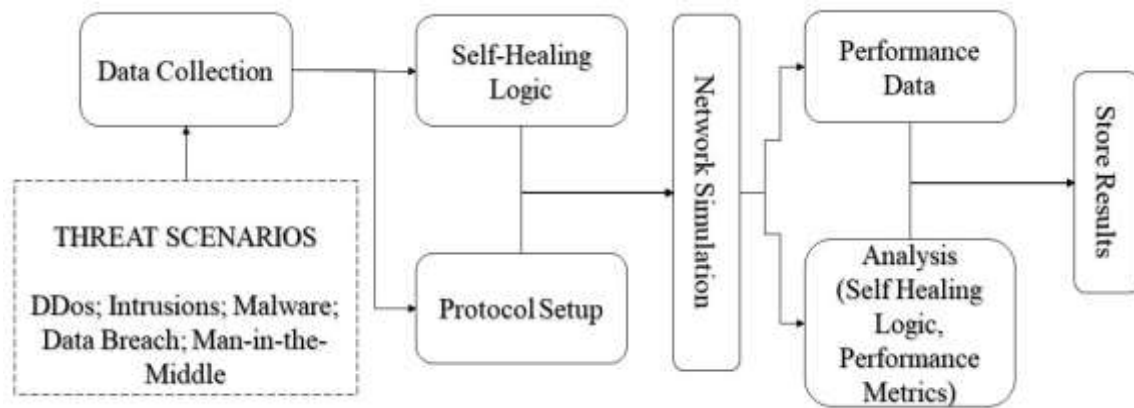 Data Collection
THREAT SCENARIOS
DDos; Intrusions; Malware;
Data Breach; Man-in-the-
Middle
Self-Healing
Logic
Protocol Setup
Network Simulation
Performance
Data
Analysis
(Self Healing
Logic,
Performance
Metrics)
Store Results